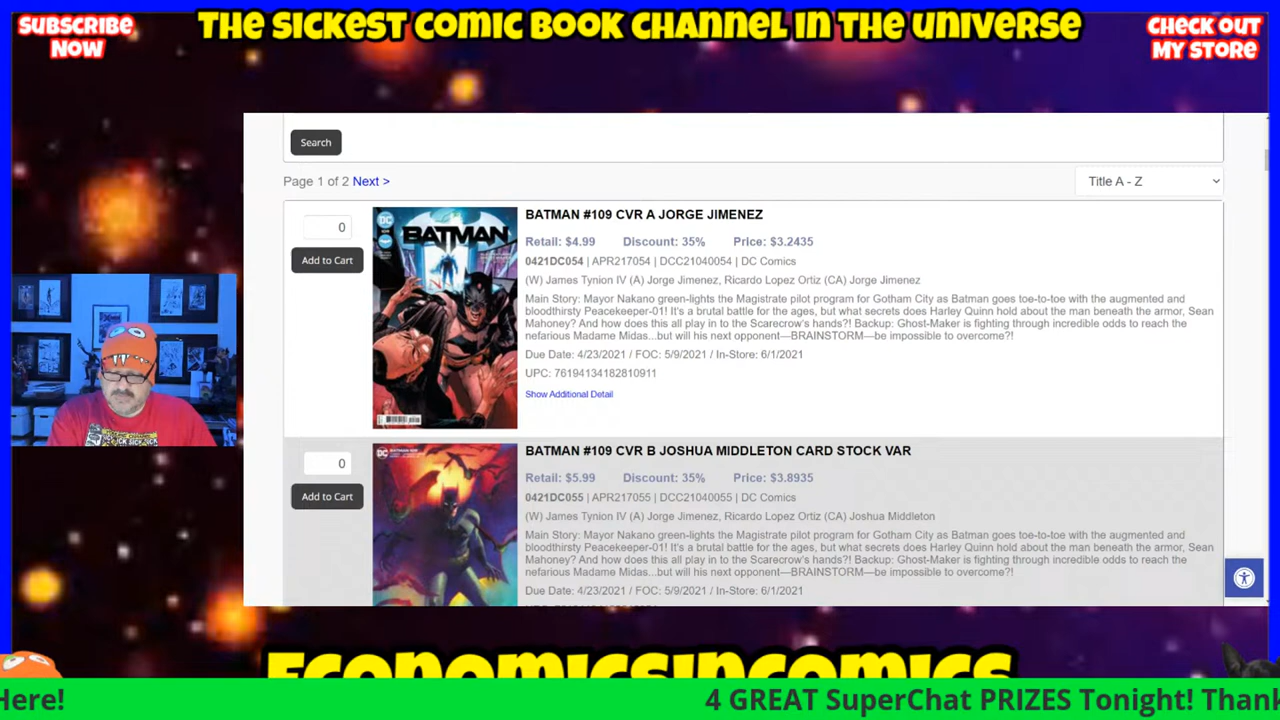 SUBSCRIBE NOW
THE SICKEST COMIC BOOK CHANNEL IN THE UNIVERSE
CHECK OUT MY STORE
Search
Page 1 of 2 Next >
Title A - Z
0
Add to Cart
DC
BATMAN
BATMAN #109 CVR A JORGE JIMENEZ
Retail: $4.99 Discount: 35% Price: $3.2435
0421DC054 | APR217054 | DCC21040054 | DC Comics
(W) James Tynion IV (A) Jorge Jimenez, Ricardo Lopez Ortiz (CA) Jorge Jimenez
Main Story: Mayor Nakano green-lights the Magistrate pilot program for Gotham City as Batman goes toe-to-toe with the augmented and
bloodthirsty Peacekeeper-01! It's a brutal battle for the ages, but what secrets does Harley Quinn hold about the man beneath the armor, Sean
Mahoney? And how does this all play in to the Scarecrow's hands?! Backup: Ghost-Maker is fighting through incredible odds to reach the
nefarious Madame Midas...but will his next opponent—BRAINSTORM—be impossible to overcome?!
Due Date: 4/23/2021 / FOC: 5/9/2021 / In-Store: 6/1/2021
UPC: 76194134182810911
Show Additional Detail
0
Add to Cart
BATMAN #109 CVR B JOSHUA MIDDLETON CARD STOCK VAR
Retail: $5.99 Discount: 35% Price: $3.8935
0421DC055 | APR217055 | DCC21040055 | DC Comics
(W) James Tynion IV (A) Jorge Jimenez, Ricardo Lopez Ortiz (CA) Joshua Middleton
Main Story: Mayor Nakano green-lights the Magistrate pilot program for Gotham City as Batman goes toe-to-toe with the augmented and
bloodthirsty Peacekeeper-01! It's a brutal battle for the ages, but what secrets does Harley Quinn hold about the man beneath the armor, Sean
Mahoney? And how does this all play in to the Scarecrow's hands?! Backup: Ghost-Maker is fighting through incredible odds to reach the
nefarious Madame Midas...but will his next opponent—BRAINSTORM—be impossible to overcome?!
Due Date: 4/23/2021 / FOC: 5/9/2021 / In-Store: 6/1/2021
ECONOMICSINCOMICS
Here! 4 GREAT SuperChat PRIZES Tonight! Thank